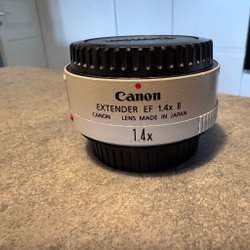 Canon
EXTENDER EF 1.4x II
CANON LENS MADE IN JAPAN
1.4x